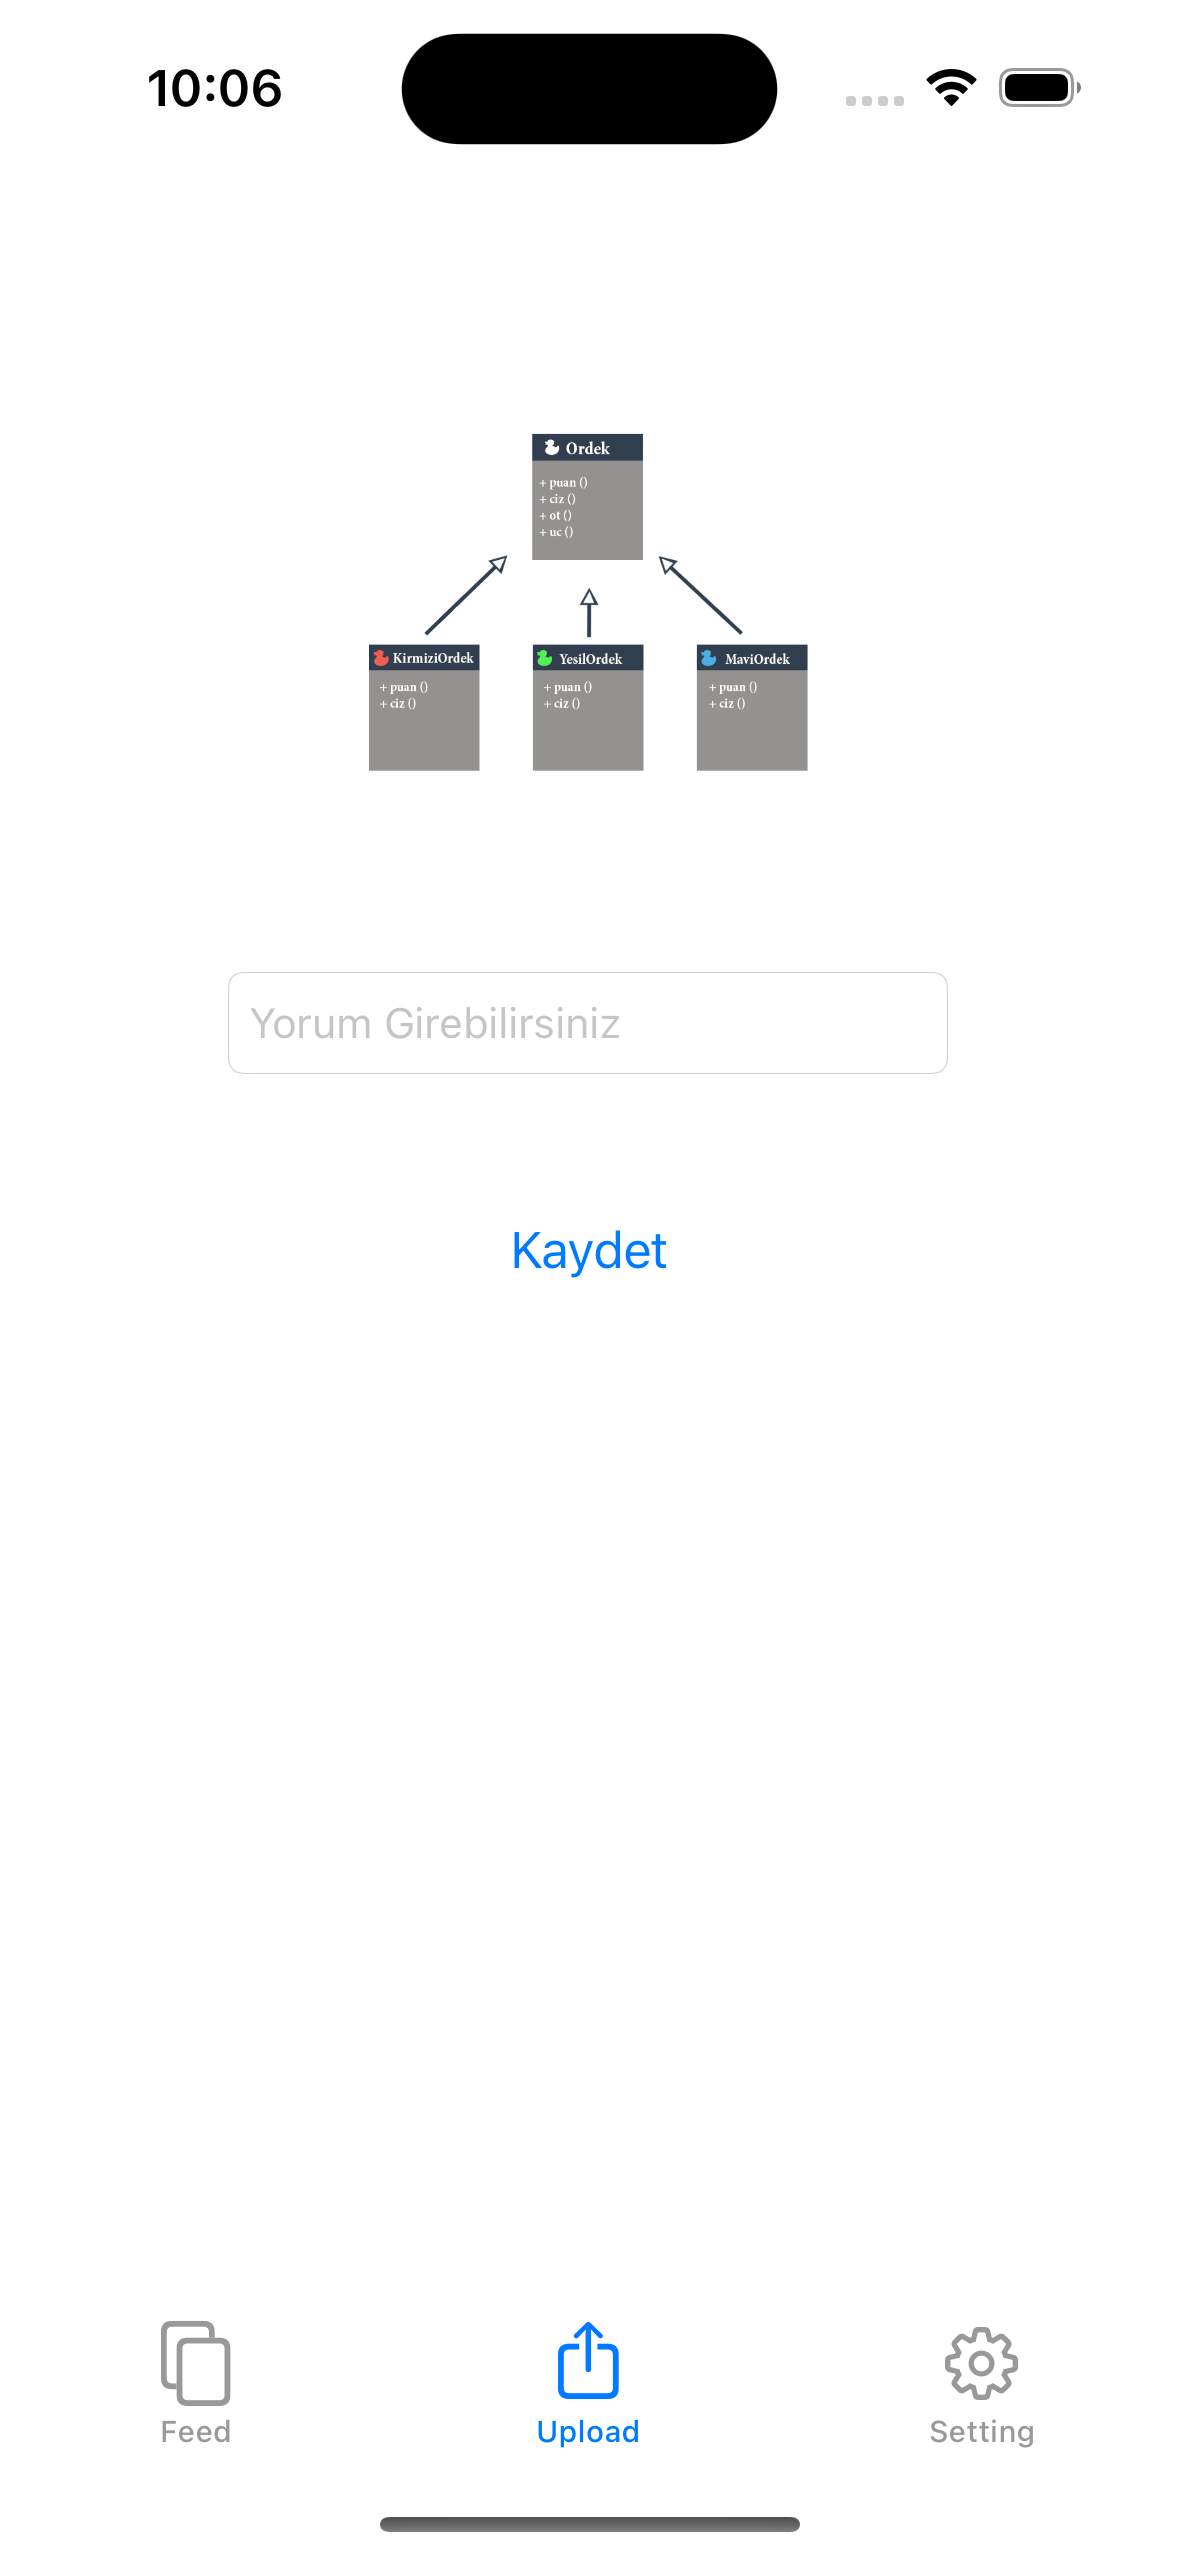 10:06
Ordek
+ puan ()
+ ciz ()
+ ot ()
+ uc ()
KirmiziOrdek
+ puan ()
+ ciz ()
YesilOrdek
+ puan ()
+ ciz ()
MaviOrdek
+ puan ()
+ ciz ()
Yorum Girebilirsiniz
Kaydet
Feed
Upload
Setting